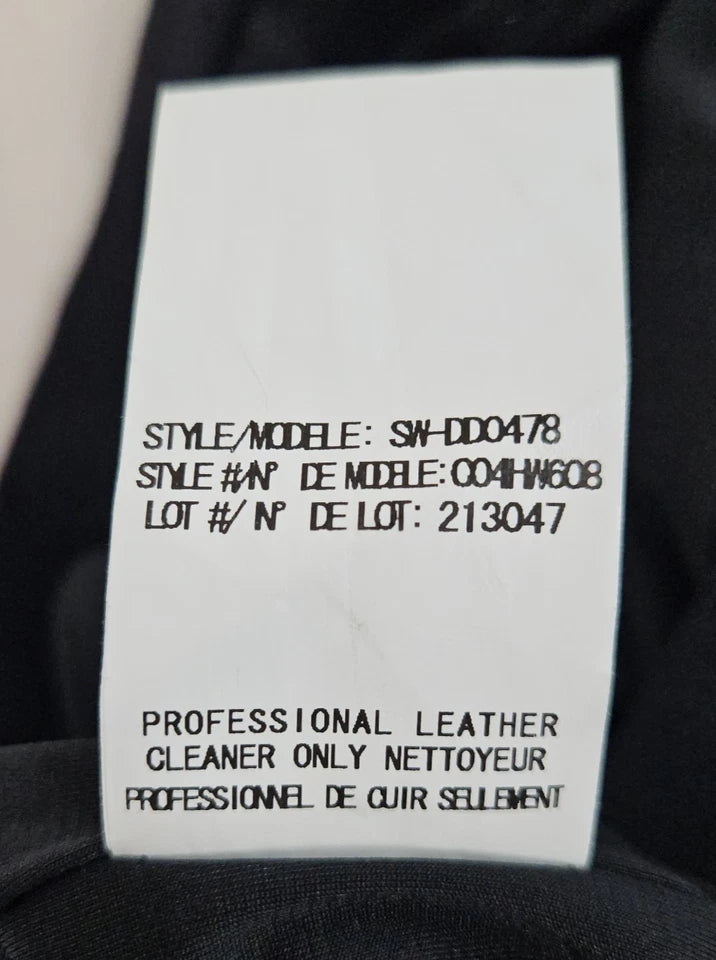 STYLE/MODELE: SW-DD0478
STYLE #/N° DE MODELE: 004HW608
LOT #/ N° DE LOT: 213047
PROFESSIONAL LEATHER
CLEANER ONLY NETTOYEUR
PROFESSIONNEL DE CUIR SEULEMENT